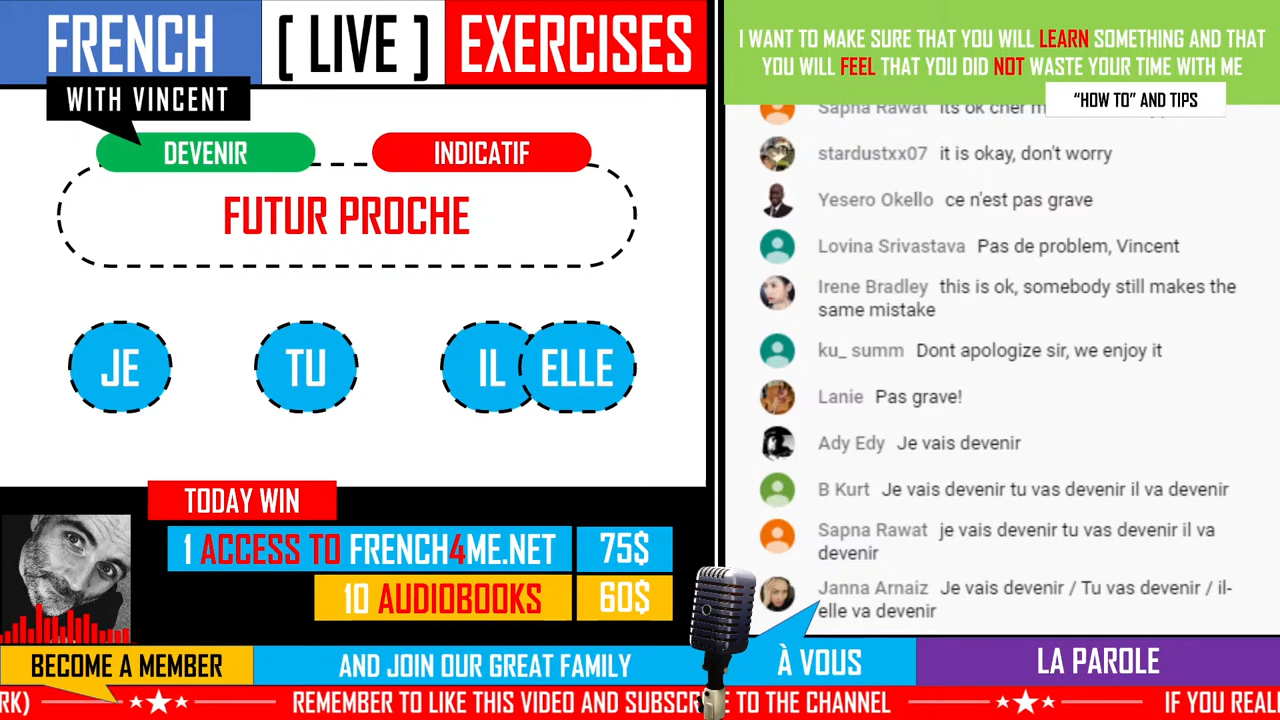 FRENCH
[ LIVE ]
EXERCISES
WITH VINCENT
DEVENIR
INDICATIF
FUTUR PROCHE
JE
TU
IL
ELLE
TODAY WIN
1 ACCESS TO FRENCH4ME.NET
75$
10 AUDIOBOOKS
60$
I WANT TO MAKE SURE THAT YOU WILL LEARN SOMETHING AND THAT
YOU WILL FEEL THAT YOU DID NOT WASTE YOUR TIME WITH ME
“HOW TO” AND TIPS
Sapna Rawat its ok cher
stardustxx07 it is okay, don't worry
Yesero Okello ce n'est pas grave
Lovina Srivastava Pas de problem, Vincent
Irene Bradley this is ok, somebody still makes the
same mistake
ku_ summ Dont apologize sir, we enjoy it
Lanie Pas grave!
Ady Edy Je vais devenir
B Kurt Je vais devenir tu vas devenir il va devenir
Sapna Rawat je vais devenir tu vas devenir il va
devenir
Janna Arnaiz Je vais devenir / Tu vas devenir / il-
elle va devenir
BECOME A MEMBER
AND JOIN OUR GREAT FAMILY
À VOUS
LA PAROLE
RK)
REMEMBER TO LIKE THIS VIDEO AND SUBSCRIBE TO THE CHANNEL
IF YOU REAL